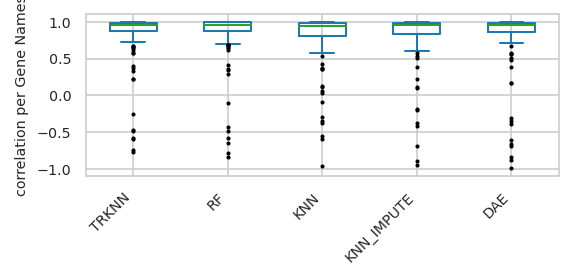 correlation per Gene Names
1.0
0.5
0.0
−0.5
−1.0
TRKNN
RF
KNN
KNN_IMPUTE
DAE